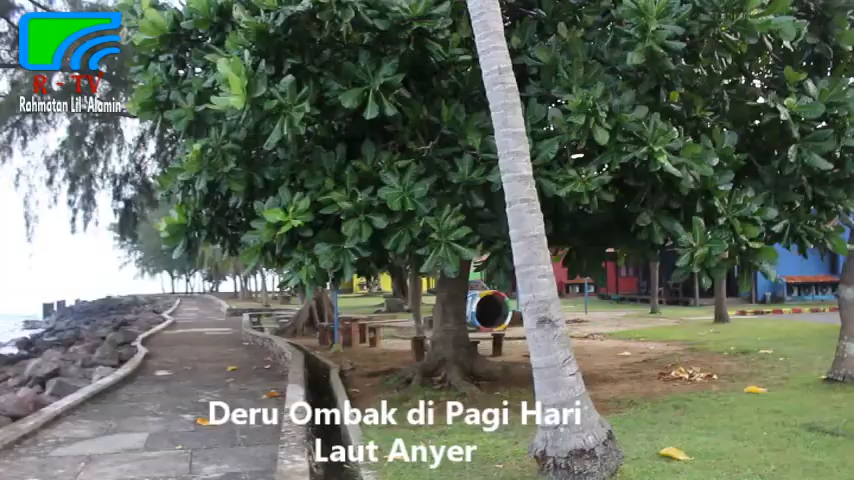 R - TV
Rahmatan Lil 'Alamin
Deru Ombak di Pagi Hari
Laut Anyer